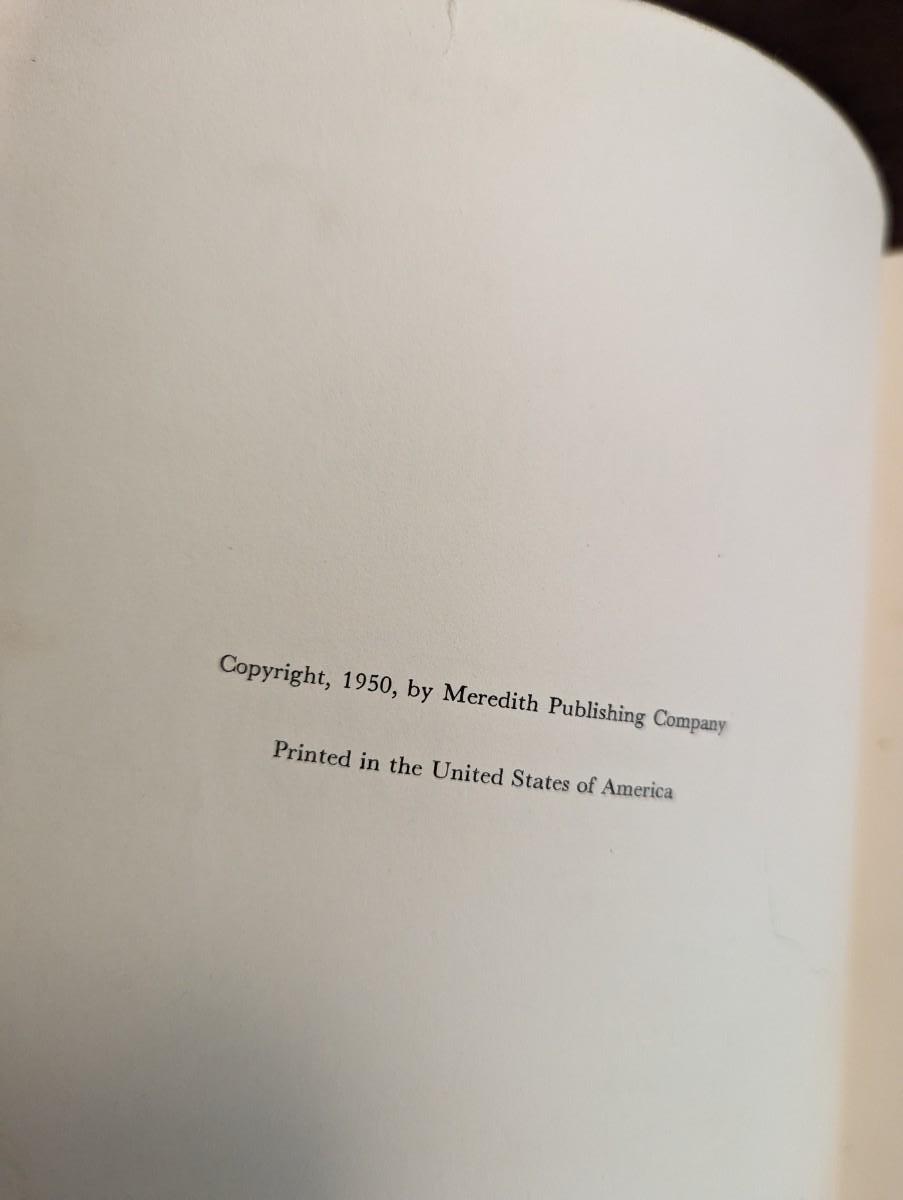 Copyright, 1950, by Meredith Publishing Company
Printed in the United States of America